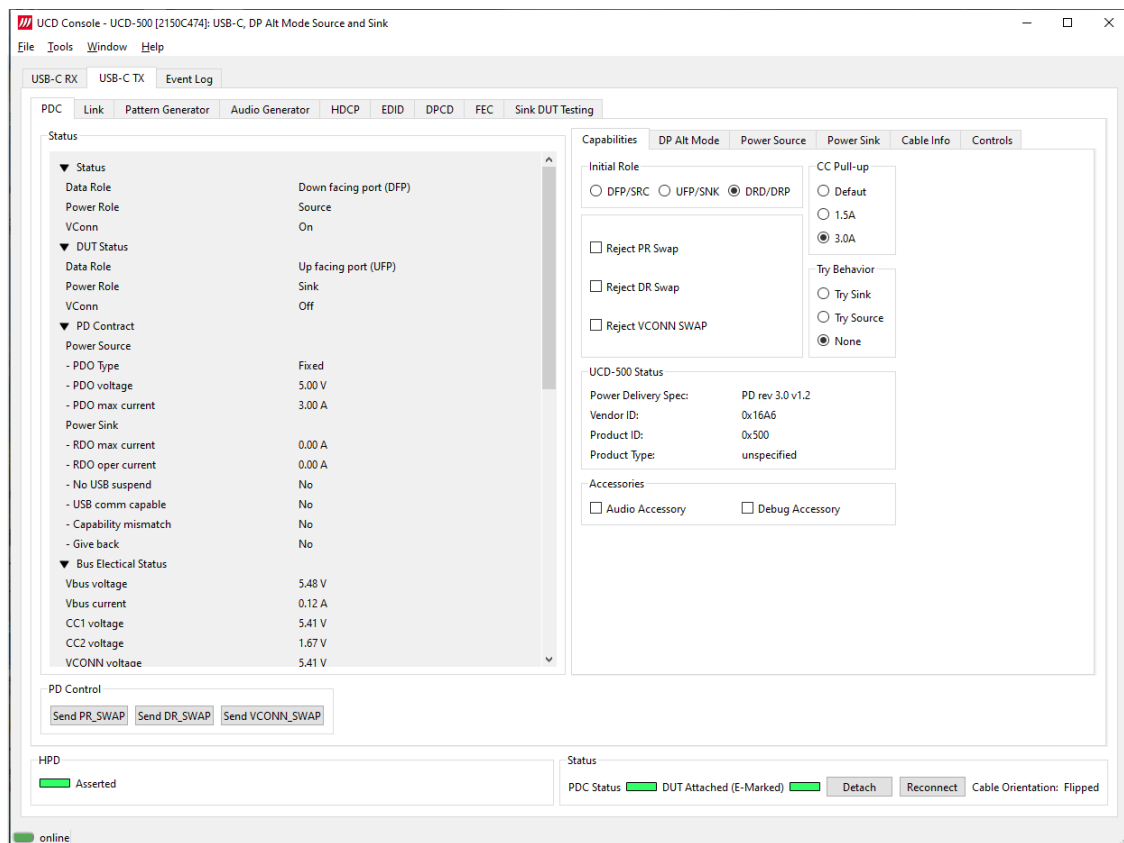 UCD Console - UCD-500 [2150C474]: USB-C, DP Alt Mode Source and Sink
File Tools Window Help
USB-C RX USB-C TX Event Log
PDC Link Pattern Generator Audio Generator HDCP EDID DPCD FEC Sink DUT Testing
Status
Status
Data Role Down facing port (DFP)
Power Role Source
VConn On
DUT Status
Data Role Up facing port (UFP)
Power Role Sink
VConn Off
PD Contract
Power Source
- PDO Type Fixed
- PDO voltage 5.00 V
- PDO max current 3.00 A
Power Sink
- RDO max current 0.00 A
- RDO oper current 0.00 A
- No USB suspend No
- USB comm capable No
- Capability mismatch No
- Give back No
Bus Electical Status
Vbus voltage 5.48 V
Vbus current 0.12 A
CC1 voltage 5.41 V
CC2 voltage 1.67 V
VCONN voltage 5.41 V
Capabilities DP Alt Mode Power Source Power Sink Cable Info Controls
Initial Role
DFP/SRC UFP/SNK DRD/DRP
CC Pull-up
Defaut
1.5A
3.0A
Reject PR Swap
Reject DR Swap
Reject VCONN SWAP
Try Behavior
Try Sink
Try Source
None
UCD-500 Status
Power Delivery Spec: PD rev 3.0 v1.2
Vendor ID: 0x16A6
Product ID: 0x500
Product Type: unspecified
Accessories
Audio Accessory Debug Accessory
PD Control
Send PR_SWAP Send DR_SWAP Send VCONN_SWAP
HPD
Asserted
Status
PDC Status DUT Attached (E-Marked) Detach Reconnect Cable Orientation: Flipped
online